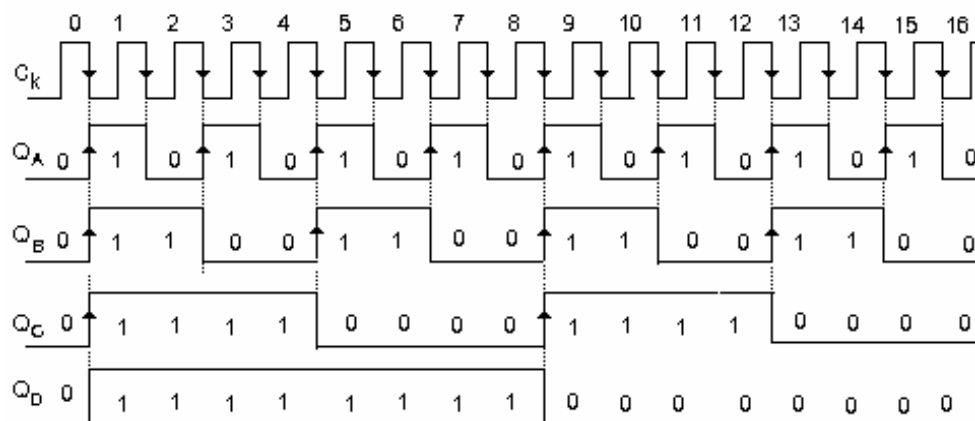 0 1 2 3 4 5 6 7 8 9 10 11 12 13 14 15 16
Ck
QA 0 1 0 1 0 1 0 1 0 1 0 1 0 1 0 1 0
QB 0 1 1 0 0 1 1 0 0 1 1 0 0 1 1 0 0
QC 0 1 1 1 1 0 0 0 0 1 1 1 1 0 0 0 0
QD 0 1 1 1 1 1 1 1 1 0 0 0 0 0 0 0 0